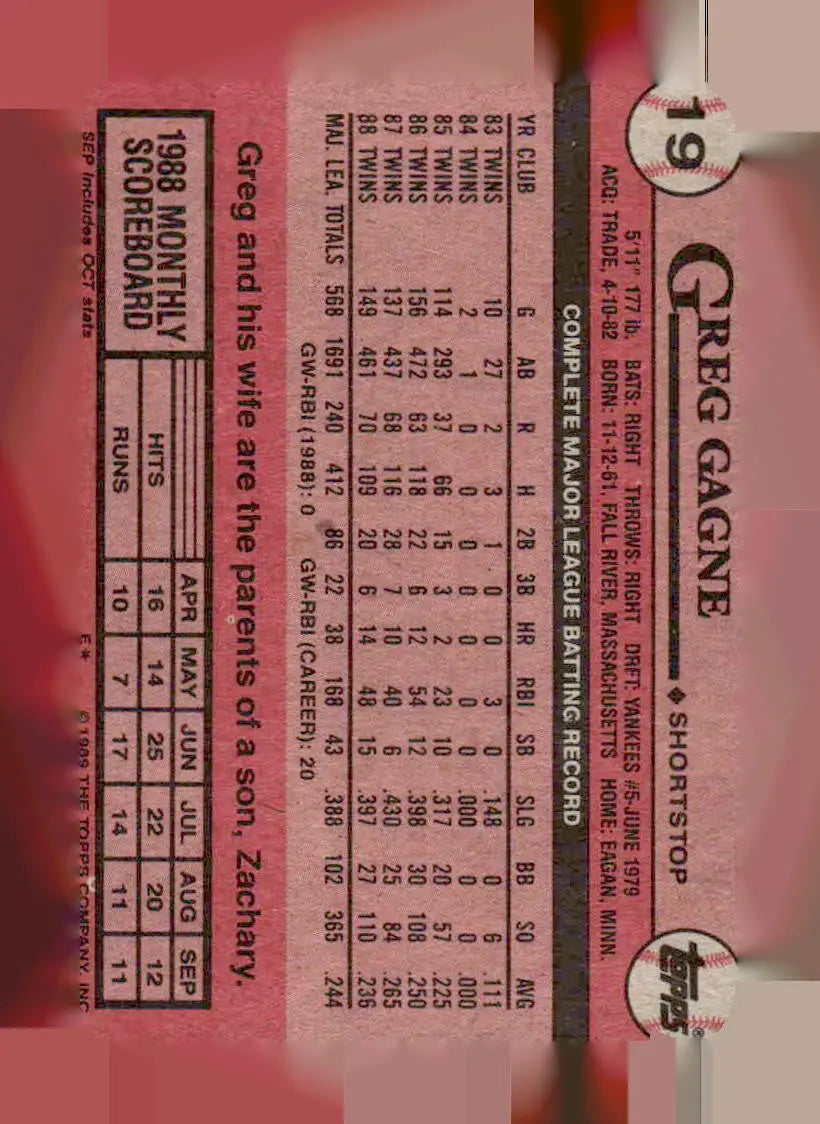 19
GREG GAGNE ◆ SHORTSTOP
topps®
5'11" 177 lb. BATS: RIGHT THROWS: RIGHT DRFT: YANKEES #5-JUNE 1979
ACQ: TRADE, 4-10-82 BORN: 11-12-61, FALL RIVER, MASSACHUSETTS HOME: EAGAN, MINN.
COMPLETE MAJOR LEAGUE BATTING RECORD
YR CLUB G AB R H 2B 3B HR RBI SB SLG BB SO AVG
83 TWINS 10 27 2 3 1 0 0 3 0 .148 0 6 .111
84 TWINS 2 1 0 0 0 0 0 0 0 .000 0 0 .000
85 TWINS 114 293 37 66 15 3 2 23 10 .317 20 57 .225
86 TWINS 156 472 63 118 22 6 12 54 12 .398 30 108 .250
87 TWINS 137 437 68 116 28 7 10 40 6 .430 25 84 .265
88 TWINS 149 461 70 109 20 6 14 48 15 .397 27 110 .236
MAJ. LEA. TOTALS 568 1691 240 412 86 22 38 168 43 .388 102 365 .244
GW-RBI (1988): 0 GW-RBI (CAREER): 20
Greg and his wife are the parents of a son, Zachary.
1988 MONTHLY
SCOREBOARD
APR MAY JUN JUL AUG SEP
HITS 16 14 25 22 20 12
RUNS 10 7 17 14 11 11
SEP includes OCT stats E* © 1989 THE TOPPS COMPANY, INC